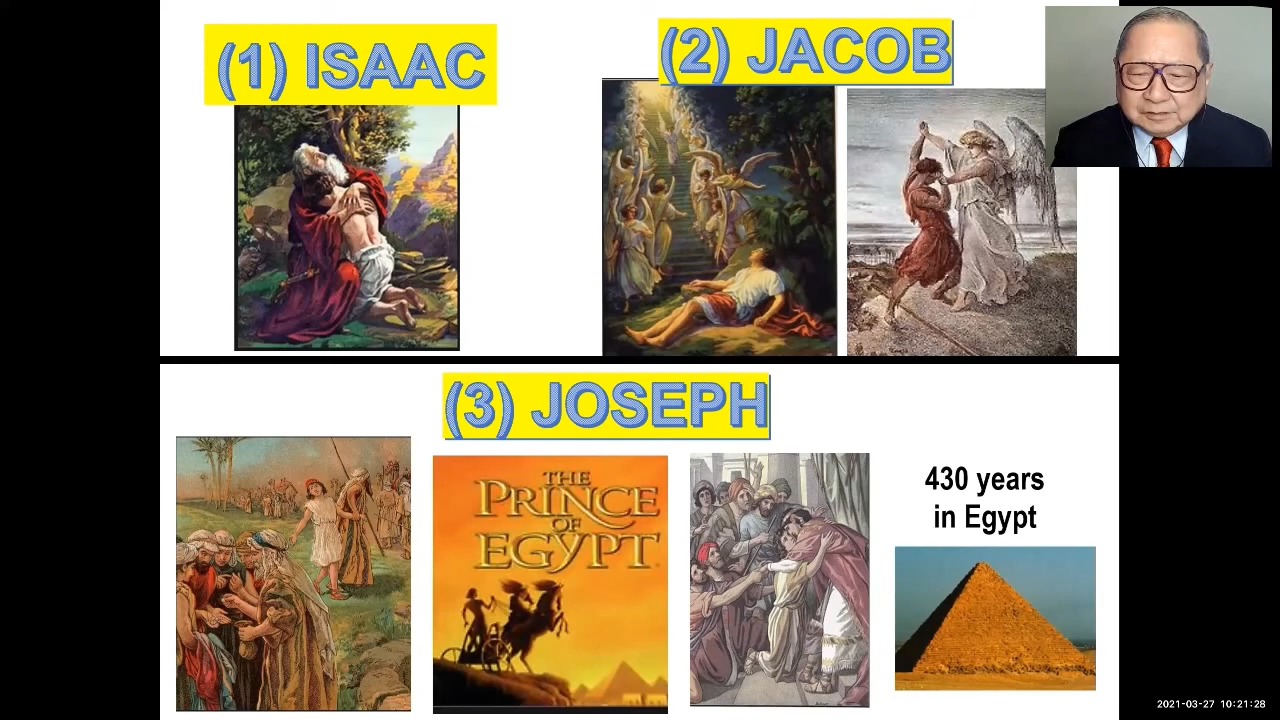 (1) ISAAC
(2) JACOB
(3) JOSEPH
THE
PRINCE
OF
EGYPT
430 years
in Egypt
2021-03-27 10:21:28